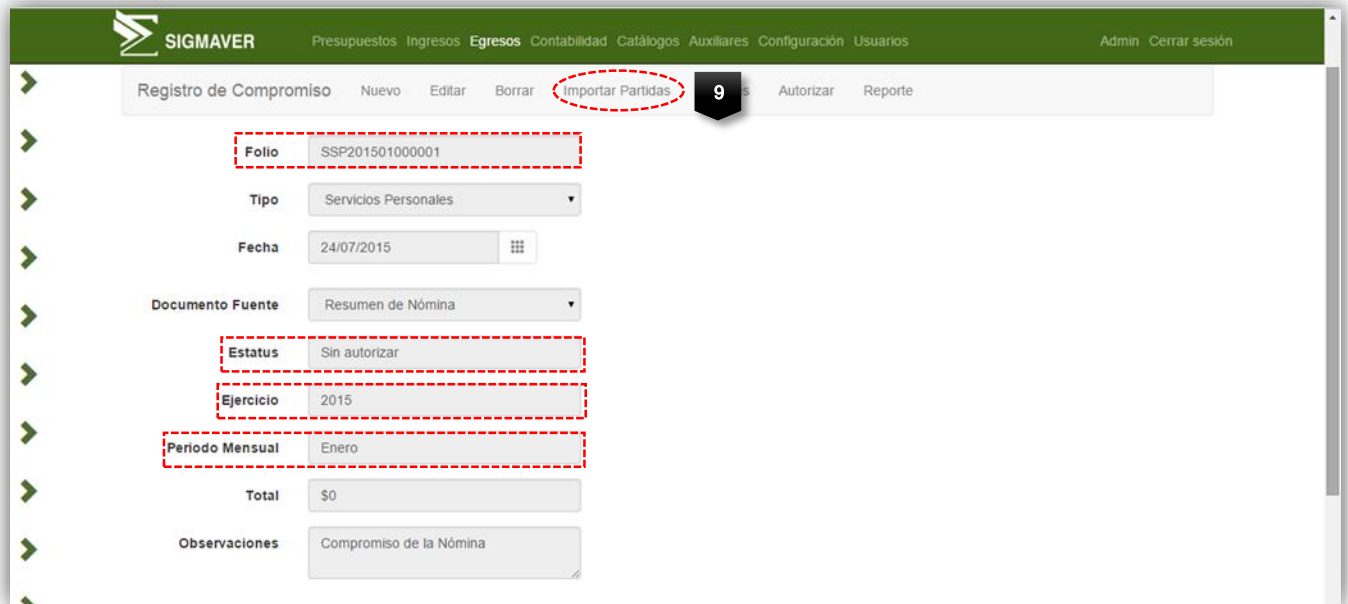 SIGMAVER Presupuestos Ingresos Egresos Contabilidad Catálogos Auxiliares Configuración Usuarios Admin Cerrar sesión
Registro de Compromiso Nuevo Editar Borrar Importar Partidas 9 Autorizar Reporte
Folio SSP201501000001
Tipo Servicios Personales
Fecha 24/07/2015
Documento Fuente Resumen de Nómina
Estatus Sin autorizar
Ejercicio 2015
Periodo Mensual Enero
Total $0
Observaciones Compromiso de la Nómina